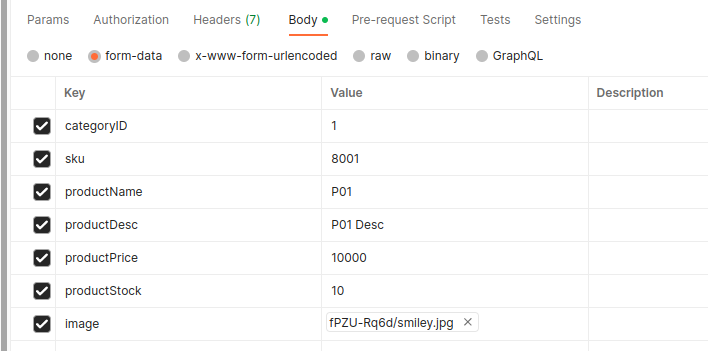 Params Authorization Headers (7) Body Pre-request Script Tests Settings
none form-data x-www-form-urlencoded raw binary GraphQL
Key Value Description
categoryID 1
sku 8001
productName P01
productDesc P01 Desc
productPrice 10000
productStock 10
image fPZU-Rq6d/smiley.jpg